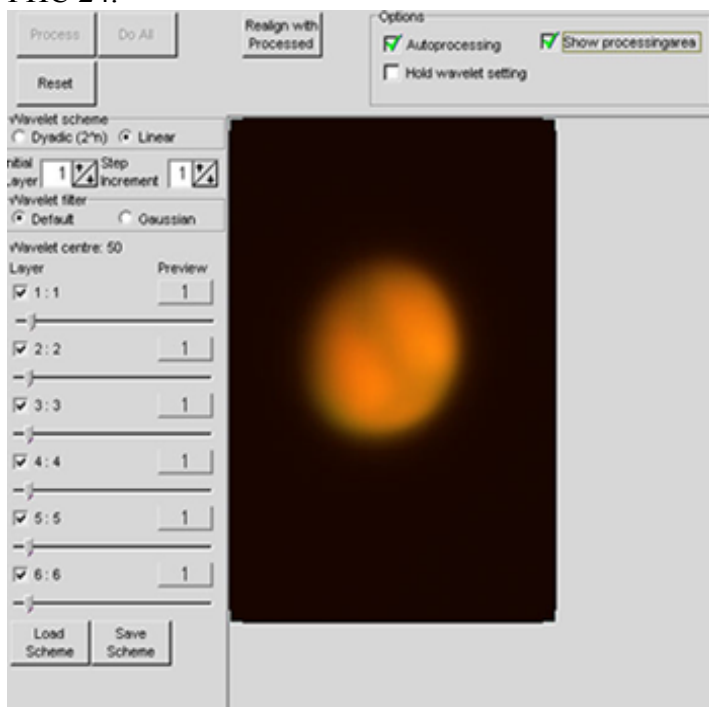 Process
Do All
Realign with
Processed
Options
Autoprocessing
Show processingarea
Hold wavelet setting
Reset
Wavelet scheme
Dyadic (2^n)
Linear
Initial
Layer
1
Step
Increment
1
Wavelet filter
Default
Gaussian
Wavelet centre: 50
Layer
Preview
1 : 1
1
2 : 2
1
3 : 3
1
4 : 4
1
5 : 5
1
6 : 6
1
Load
Scheme
Save
Scheme